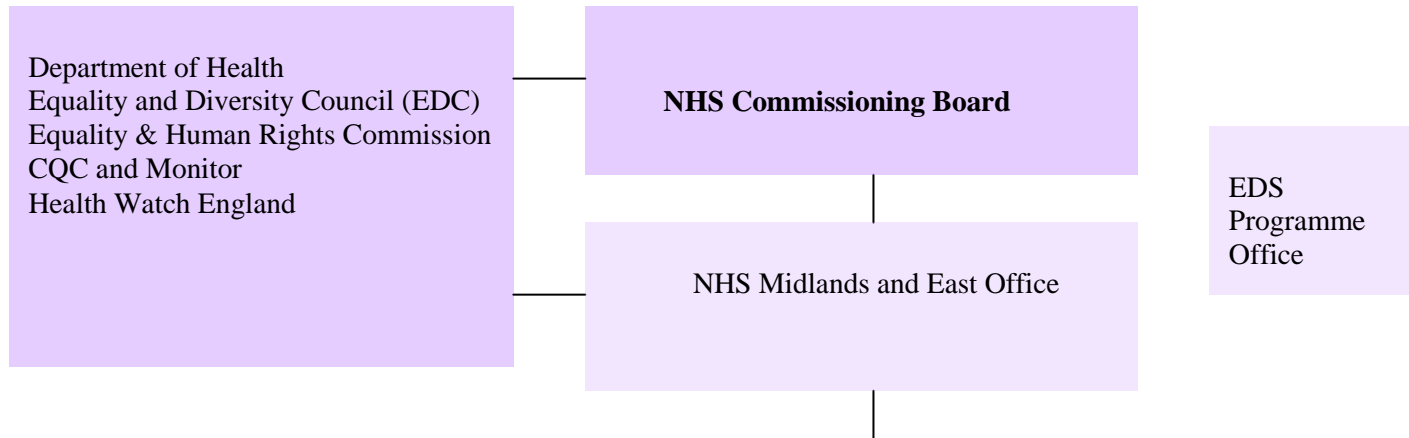 Department of Health
Equality and Diversity Council (EDC)
Equality & Human Rights Commission
CQC and Monitor
Health Watch England
NHS Commissioning Board
NHS Midlands and East Office
EDS
Programme
Office